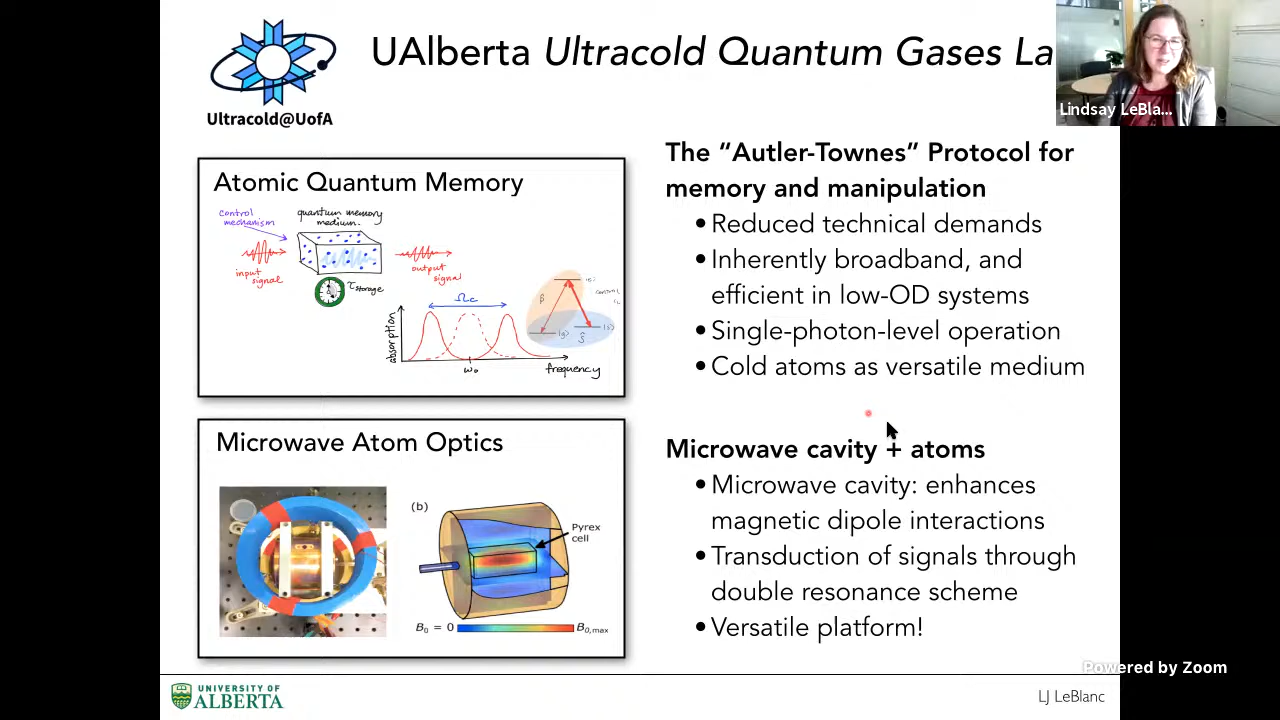 UAlberta Ultracold Quantum Gases La
Ultracold@UofA
Lindsay LeBla...
Atomic Quantum Memory
control
mechanism
quantum memory
medium.
input
signal
output
signal
τstorage
Ωc
absorption
ω₀
frequency
|e⟩
|g⟩
|s⟩
The “Autler-Townes” Protocol for
memory and manipulation
•Reduced technical demands
•Inherently broadband, and
efficient in low-OD systems
•Single-photon-level operation
•Cold atoms as versatile medium
Microwave Atom Optics
(b)
Pyrex
cell
B₀ = 0
B₀,max
Microwave cavity + atoms
•Microwave cavity: enhances
magnetic dipole interactions
•Transduction of signals through
double resonance scheme
•Versatile platform!
Powered by Zoom
UNIVERSITY OF
ALBERTA
LJ LeBlanc